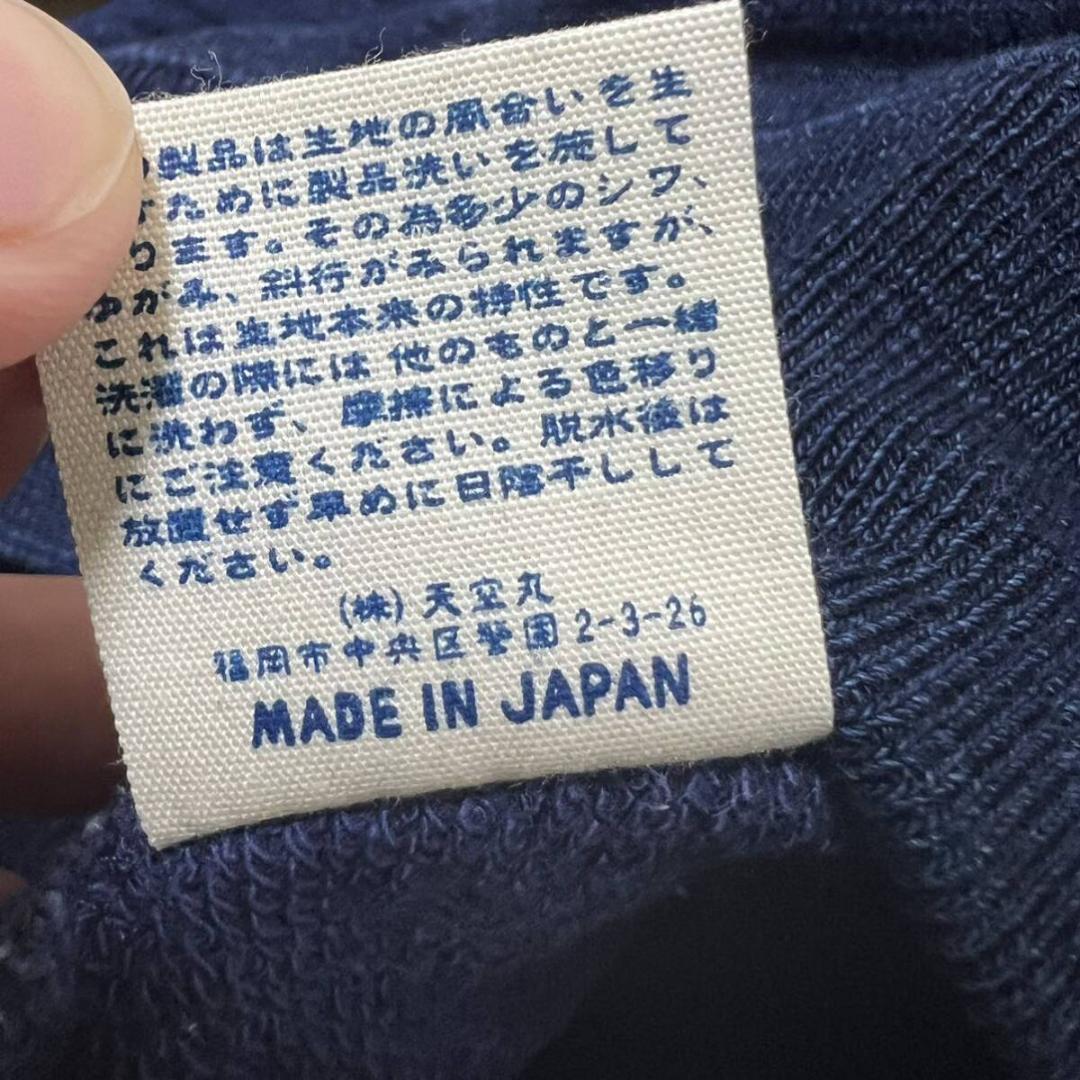 製品は生地の風合いを生
ために製品洗いを施して
ります。その為多少のシワ、
ゆがみ、斜行がみられますが、
これは生地本来の特性です。
洗濯の際には他のものと一緒
に洗わず、摩擦による色移り
にご注意ください。脱水後は
放置せず早めに日陰干しして
ください。
(株)天空丸
福岡市中央区警固2-3-26
MADE IN JAPAN